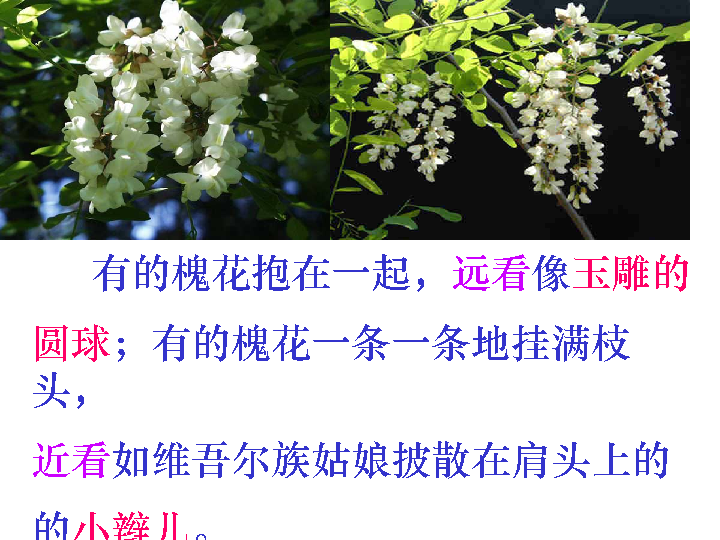 有的槐花抱在一起，远看像玉雕的
圆球；有的槐花一条一条地挂满枝
头，
近看如维吾尔族姑娘披散在肩头上的
的小辫儿。